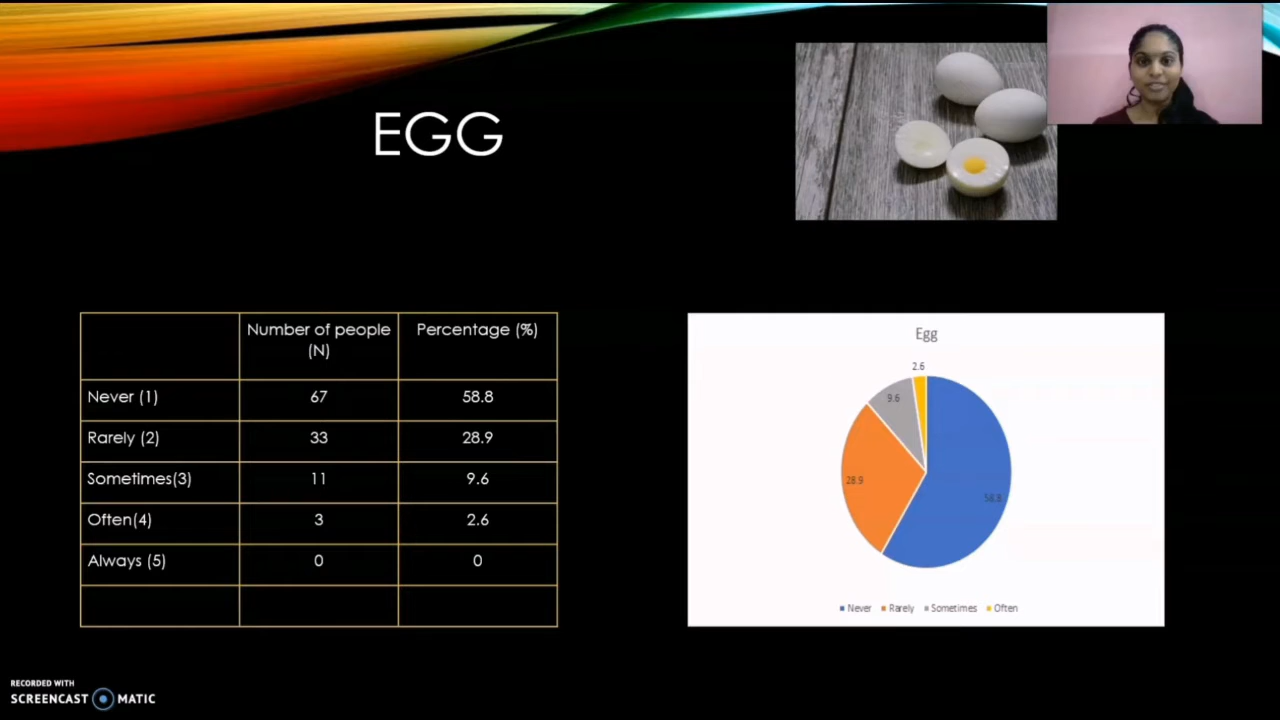 EGG
Number of people
(N)
Percentage (%)
Never (1)
67
58.8
Rarely (2)
33
28.9
Sometimes(3)
11
9.6
Often(4)
3
2.6
Always (5)
0
0
Egg
2.6
9.6
28.9
58.8
Never
Rarely
Sometimes
Often
RECORDED WITH
SCREENCAST MATIC